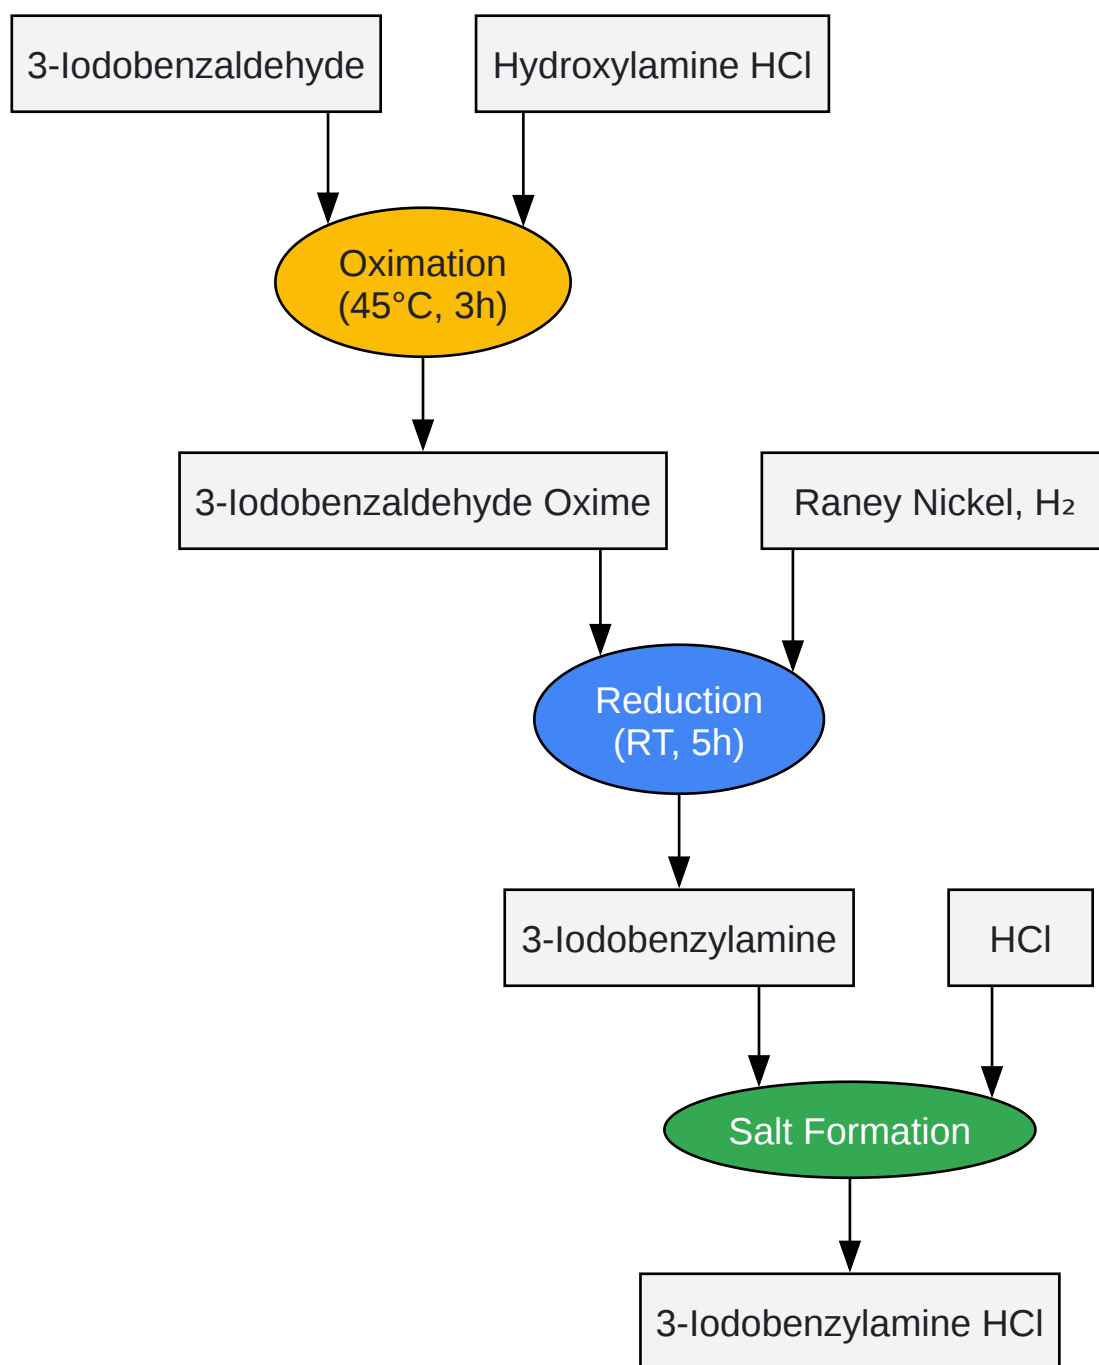 3-Iodobenzaldehyde
Hydroxylamine HCl
Oximation
(45°C, 3h)
3-Iodobenzaldehyde Oxime
Raney Nickel, H₂
Reduction
(RT, 5h)
3-Iodobenzylamine
HCl
Salt Formation
3-Iodobenzylamine HCl